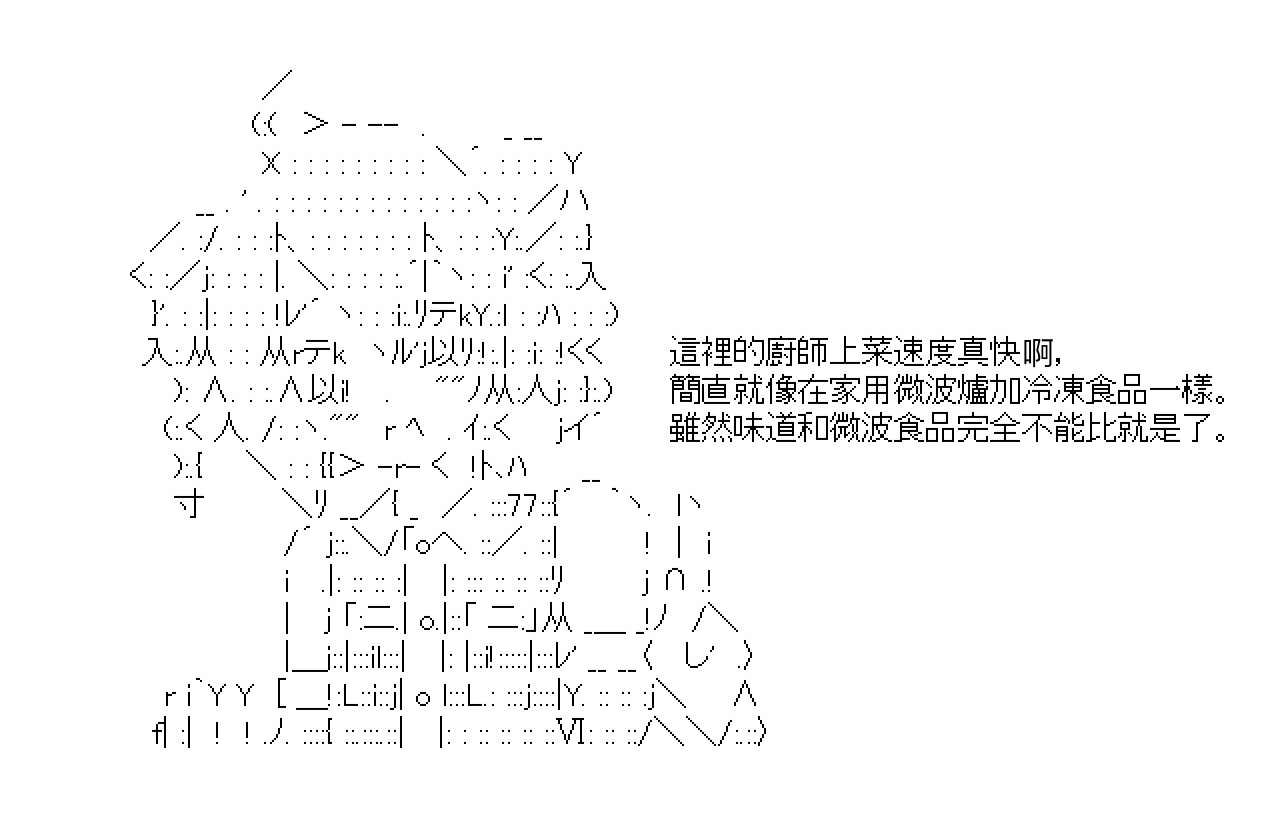 這裡的廚師上菜速度真快啊,
簡直就像在家用微波爐加冷凍食品一樣。
雖然味道和微波食品完全不能比就是了。